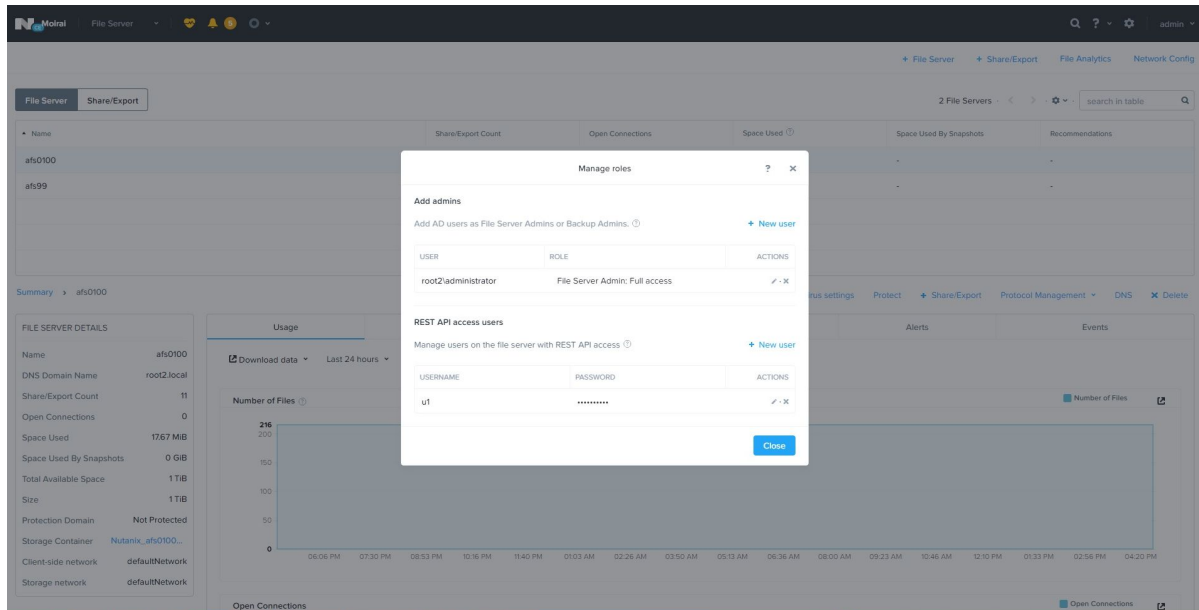 Moirai File Server 5 admin
+ File Server + Share/Export File Analytics Network Config
File Server Share/Export 2 File Servers search in table
Name Share/Export Count Open Connections Space Used Space Used By Snapshots Recommendations
afs0100 - -
afs99 - -
Manage roles ? ×
Add admins
Add AD users as File Server Admins or Backup Admins. + New user
USER ROLE ACTIONS
root2\administrator File Server Admin: Full access
REST API access users
Manage users on the file server with REST API access + New user
USERNAME PASSWORD ACTIONS
u1 ••••••••••
Close
Summary > afs0100 rus settings Protect + Share/Export Protocol Management DNS × Delete
FILE SERVER DETAILS
Name afs0100
DNS Domain Name root2.local
Share/Export Count 11
Open Connections 0
Space Used 17.67 MiB
Space Used By Snapshots 0 GiB
Total Available Space 1 TiB
Size 1 TiB
Protection Domain Not Protected
Storage Container Nutanix_afs0100...
Client-side network defaultNetwork
Storage network defaultNetwork
Usage Alerts Events
Download data Last 24 hours
Number of Files Number of Files
216
200
150
100
50
0
06:06 PM 07:30 PM 08:53 PM 10:16 PM 11:40 PM 01:03 AM 02:26 AM 03:50 AM 05:13 AM 06:36 AM 08:00 AM 09:23 AM 10:46 AM 12:10 PM 01:33 PM 02:56 PM 04:20 PM
Open Connections Open Connections